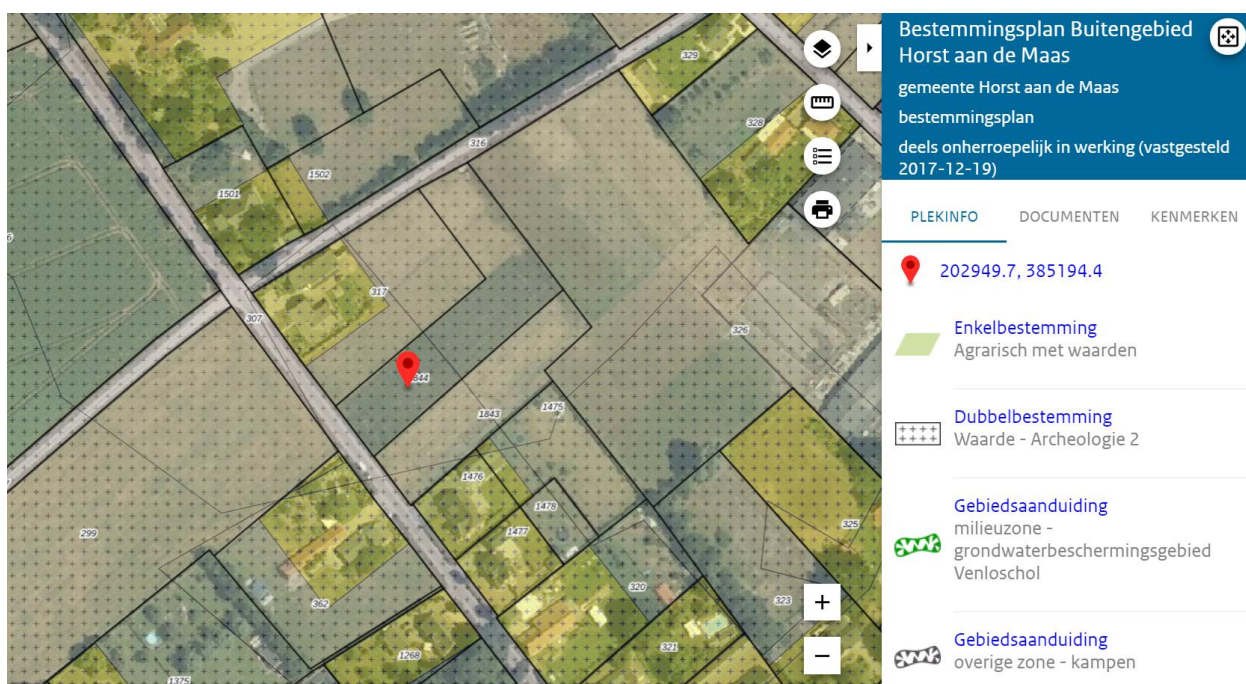 Bestemmingsplan Buitengebied
Horst aan de Maas
gemeente Horst aan de Maas
bestemmingsplan
deels onherroepelijk in werking (vastgesteld
2017-12-19)
PLEKINFO DOCUMENTEN KENMERKEN
202949.7, 385194.4
Enkelbestemming
Agrarisch met waarden
Dubbelbestemming
Waarde - Archeologie 2
Gebiedsaanduiding
milieuzone -
grondwaterbeschermingsgebied
Venloschol
Gebiedsaanduiding
overige zone - kampen
329
328
316
1502
1501
317
307
326
1843
1475
1476
1478
1477
299
325
320
323
362
321
1268
1375
+
−